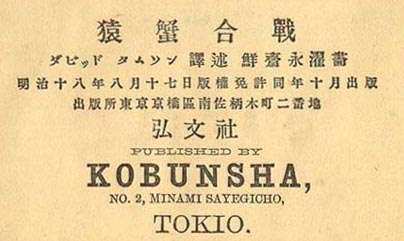 猿蟹合戰
ダビッド タムソン 譯述 鮮齋永濯畵
明治十八年八月十七日版權免許同年十月出版
出版所東京京橋區南佐柄木町二番地
弘文社
PUBLISHED BY
KOBUNSHA,
NO. 2, MINAMI SAYEGICHO,
TOKIO.